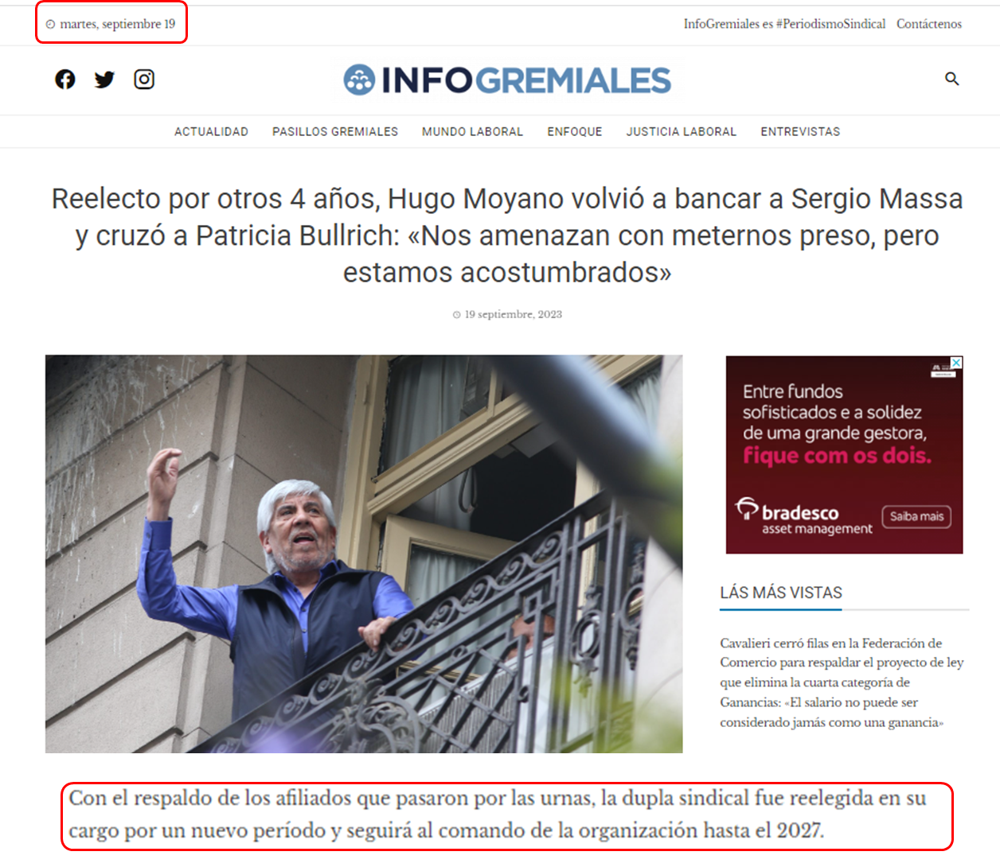 martes, septiembre 19
InfoGremiales es #PeriodismoSindical Contáctenos
INFOGREMIALES
ACTUALIDAD PASILLOS GREMIALES MUNDO LABORAL ENFOQUE JUSTICIA LABORAL ENTREVISTAS
Reelecto por otros 4 años, Hugo Moyano volvió a bancar a Sergio Massa
y cruzó a Patricia Bullrich: «Nos amenazan con meternos preso, pero
estamos acostumbrados»
19 septiembre, 2023
Entre fundos
sofisticados e a solidez
de uma grande gestora,
fique com os dois.
bradesco
asset management
Saiba mais
LÁS MÁS VISTAS
Cavalieri cerró filas en la Federación de
Comercio para respaldar el proyecto de ley
que elimina la cuarta categoría de
Ganancias: «El salario no puede ser
considerado jamás como una ganancia»
Con el respaldo de los afiliados que pasaron por las urnas, la dupla sindical fue reelegida en su
cargo por un nuevo período y seguirá al comando de la organización hasta el 2027.